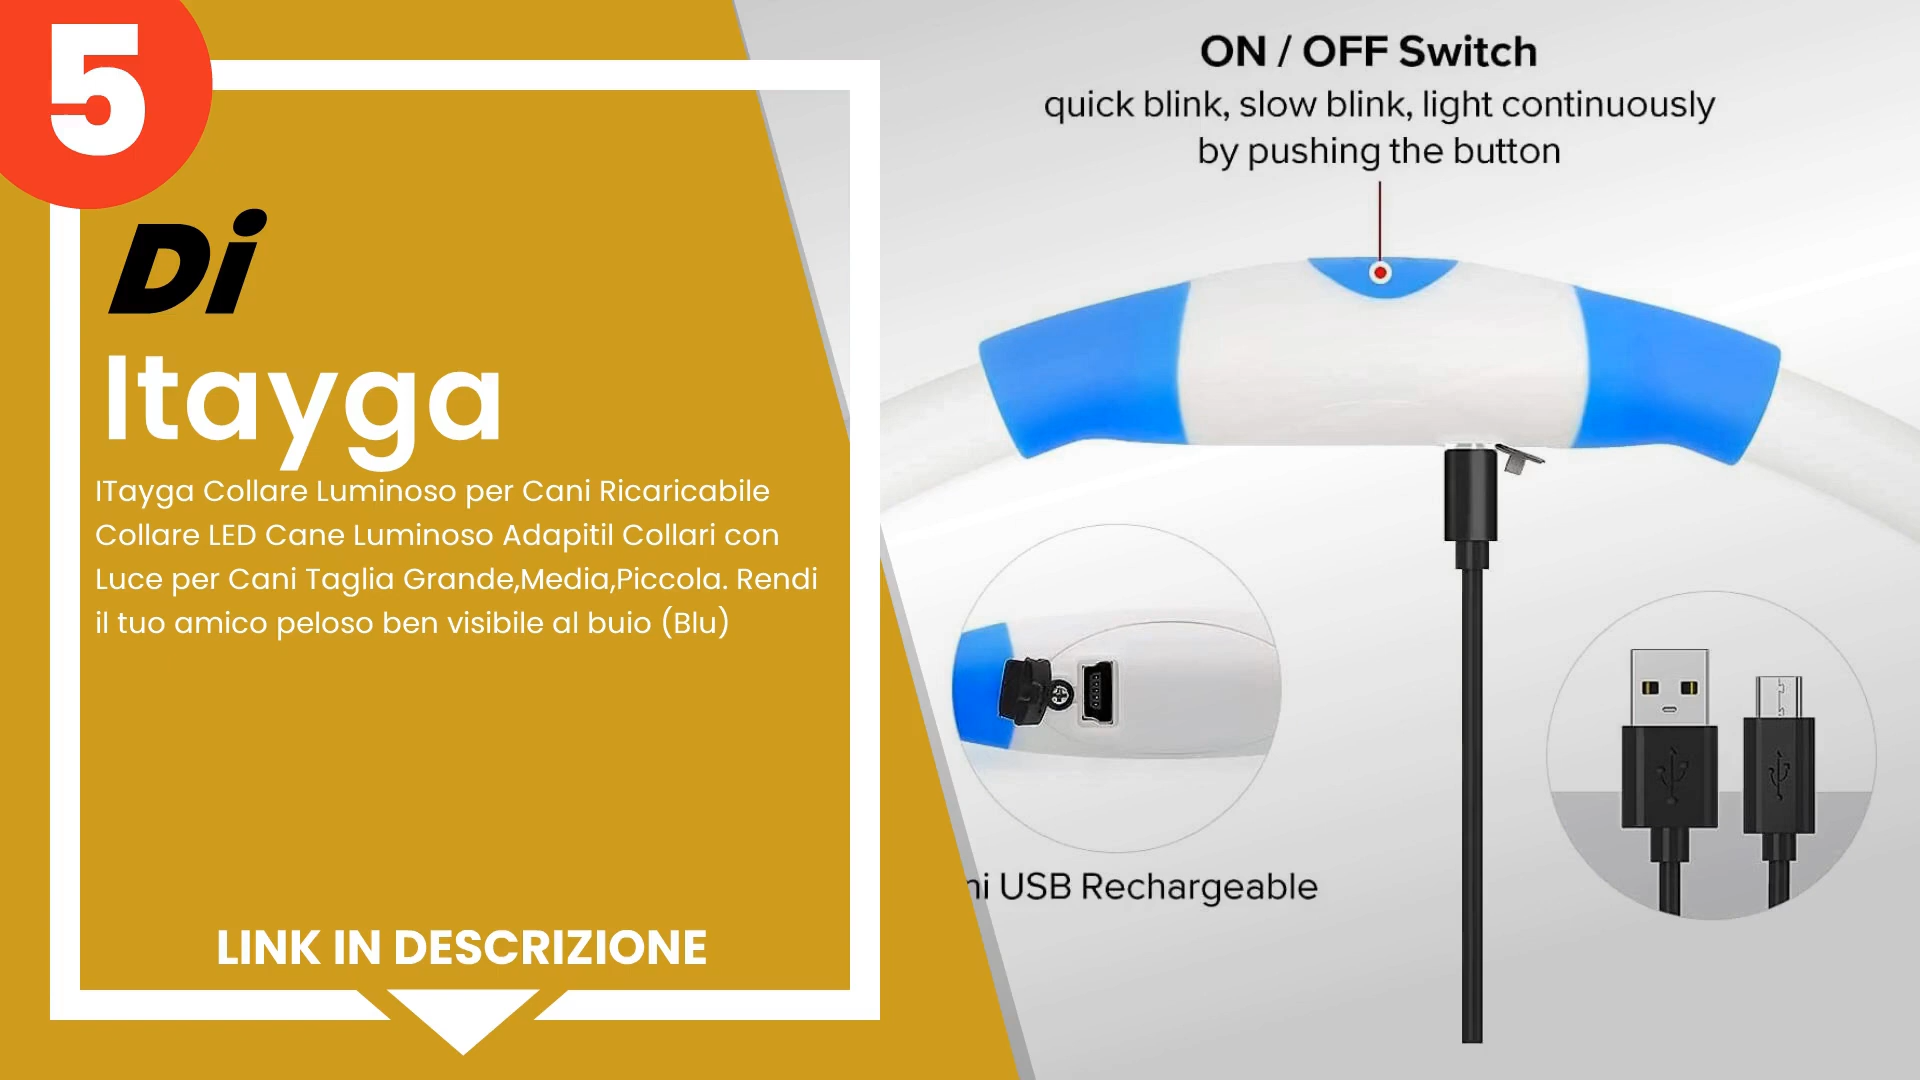 5
Di
Itayga
ITayga Collare Luminoso per Cani Ricaricabile
Collare LED Cane Luminoso Adapitil Collari con
Luce per Cani Taglia Grande,Media,Piccola. Rendi
il tuo amico peloso ben visibile al buio (Blu)
LINK IN DESCRIZIONE
ON / OFF Switch
quick blink, slow blink, light continuously
by pushing the button
USB Rechargeable